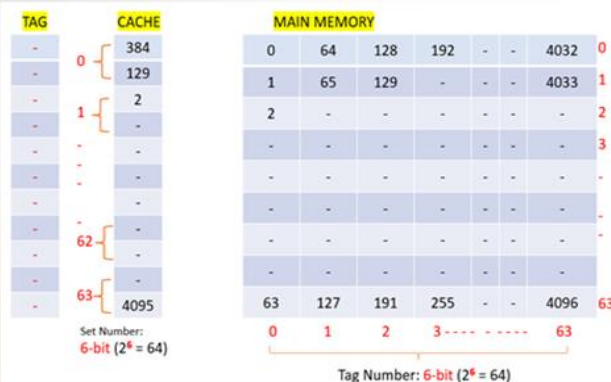 TAG CACHE MAIN MEMORY
- 384 0 64 128 192 - - 4032 0
0
- 129 1 65 129 - - - 4033 1
- 2 2 - - - - - - 2
1
- - - - - - - - - 3
- - - - - - - - - -
- - - - - - - - - -
- - - - - - - - - -
62
- - - - - - - - -
63
- 4095 63 127 191 255 - - 4096 63
Set Number: 0 1 2 3 - - - - - - - - - 63
6-bit (2⁶ = 64)
Tag Number: 6-bit (2⁶ = 64)